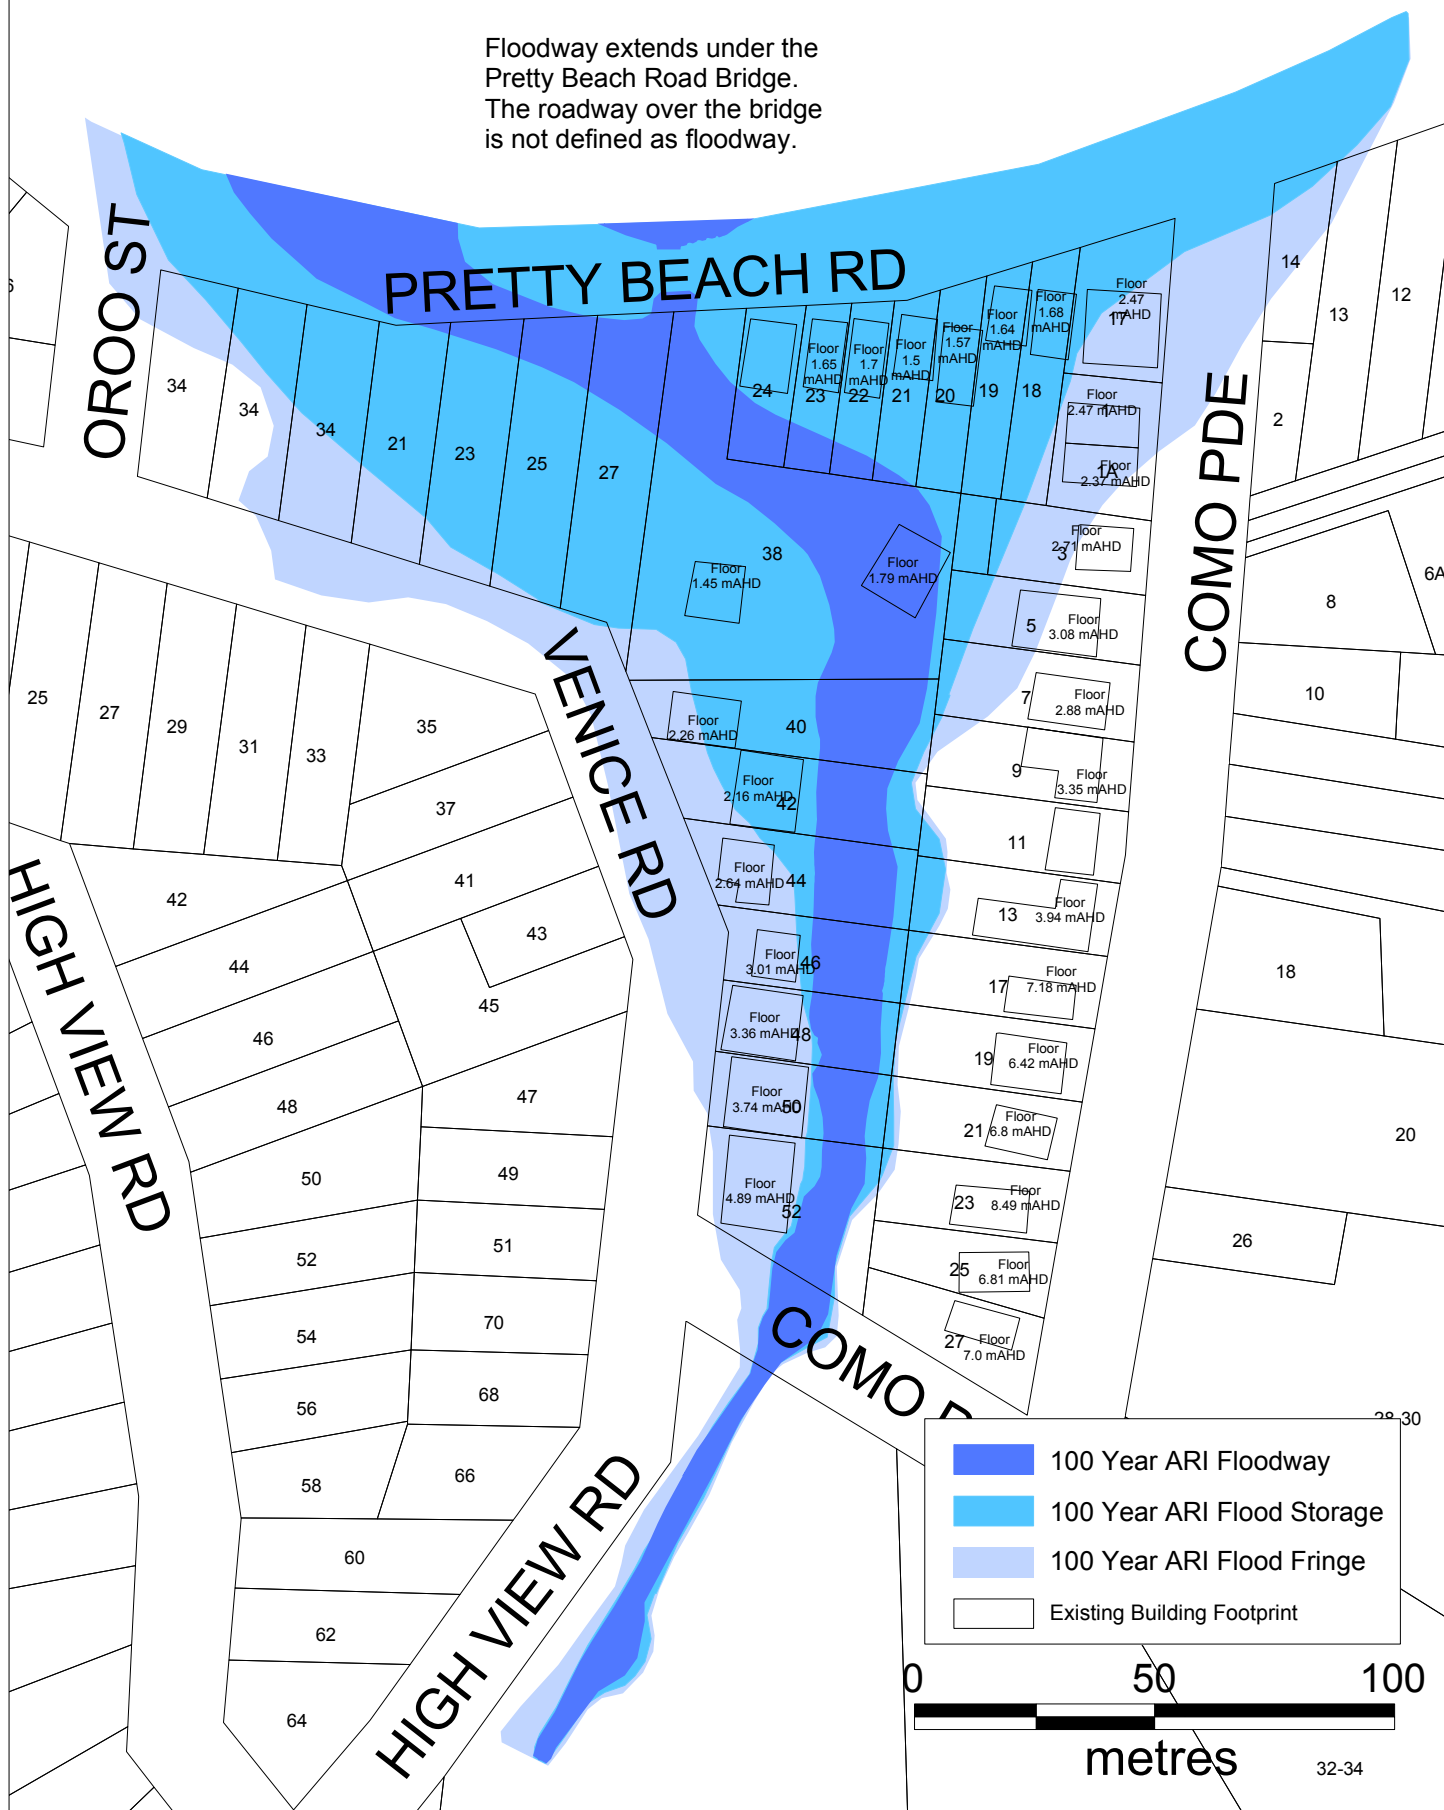 Floodway extends under the
Pretty Beach Road Bridge.
The roadway over the bridge
is not defined as floodway.
PRETTY BEACH RD
OROO ST
COMO PDE
VENICE RD
HIGH VIEW RD
HIGH VIEW RD
34
34
34
21
23
25
27
24
23
22
21
20
19
18
17
1
1A
14
13
12
2
Floor
1.65
mAHD
Floor
1.7
mAHD
Floor
1.5
mAHD
Floor
1.57
mAHD
Floor
1.64
mAHD
Floor
1.68
mAHD
Floor
2.47
mAHD
Floor
2.47 mAHD
Floor
2.37 mAHD
38
Floor
1.45 mAHD
Floor
1.79 mAHD
3
Floor
2.71 mAHD
5
Floor
3.08 mAHD
7
Floor
2.88 mAHD
9
Floor
3.35 mAHD
11
13
Floor
3.94 mAHD
17
Floor
7.18 mAHD
19
Floor
6.42 mAHD
21
Floor
6.8 mAHD
23
Floor
8.49 mAHD
25
Floor
6.81 mAHD
27
Floor
7.0 mAHD
40
Floor
2.26 mAHD
42
Floor
2.16 mAHD
44
Floor
2.64 mAHD
46
Floor
3.01 mAHD
48
Floor
3.36 mAHD
50
Floor
3.74 mAHD
52
Floor
4.89 mAHD
6A
8
10
18
20
26
28-30
32-34
25
27
29
31
33
35
37
41
43
45
47
49
51
70
68
66
42
44
46
48
50
52
54
56
58
60
62
64
COMO
100 Year ARI Floodway
100 Year ARI Flood Storage
100 Year ARI Flood Fringe
Existing Building Footprint
0 50 100
metres